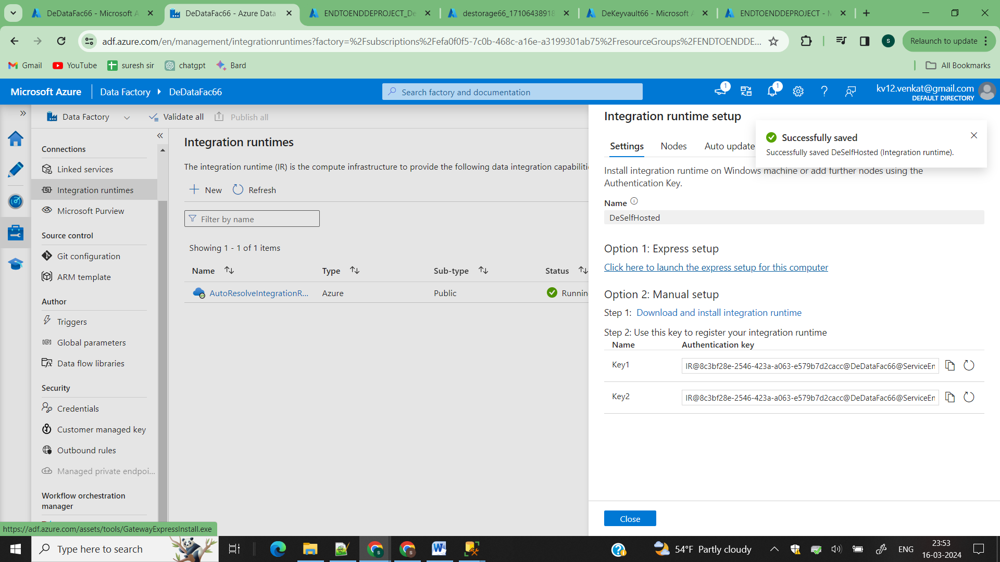 DeDataFac66 - Microsoft A
DeDataFac66 - Azure Data
ENDTOENDDEPROJECT_De
destorage66_17106438918
DeKeyvault66 - Microsoft A
ENDTOENDDEPROJECT - M
adf.azure.com/en/management/integrationruntimes?factory=%2Fsubscriptions%2Fefa0f0f5-7c0b-468c-a16e-a3199301ab75%2FresourceGroups%2FENDTOENDDE...
S
Relaunch to update
Gmail
YouTube
suresh sir
chatgpt
Bard
All Bookmarks
Microsoft Azure
Data Factory
DeDataFac66
Search factory and documentation
1
1
kv12.venkat@gmail.com
DEFAULT DIRECTORY
Data Factory
Validate all
Publish all
Connections
Linked services
Integration runtimes
Microsoft Purview
Source control
Git configuration
ARM template
Author
Triggers
Global parameters
Data flow libraries
Security
Credentials
Customer managed key
Outbound rules
Managed private endpoi...
Workflow orchestration
manager
https://adf.azure.com/assets/tools/GatewayExpressInstall.exe
Integration runtimes
The integration runtime (IR) is the compute infrastructure to provide the following data integration capabiliti
New
Refresh
Filter by name
Showing 1 - 1 of 1 items
Name
Type
Sub-type
Status
AutoResolveIntegrationR...
Azure
Public
Runnin
Integration runtime setup
Settings
Nodes
Auto update
Successfully saved
Successfully saved DeSelfHosted (Integration runtime).
Install integration runtime on Windows machine or add further nodes using the
Authentication Key.
Name
DeSelfHosted
Option 1: Express setup
Click here to launch the express setup for this computer
Option 2: Manual setup
Step 1: Download and install integration runtime
Step 2: Use this key to register your integration runtime
Name
Authentication key
Key1
IR@8c3bf28e-2546-423a-a063-e579b7d2cacc@DeDataFac66@ServiceEn
Key2
IR@8c3bf28e-2546-423a-a063-e579b7d2cacc@DeDataFac66@ServiceEn
Close
Type here to search
54°F Partly cloudy
ENG
23:53
16-03-2024